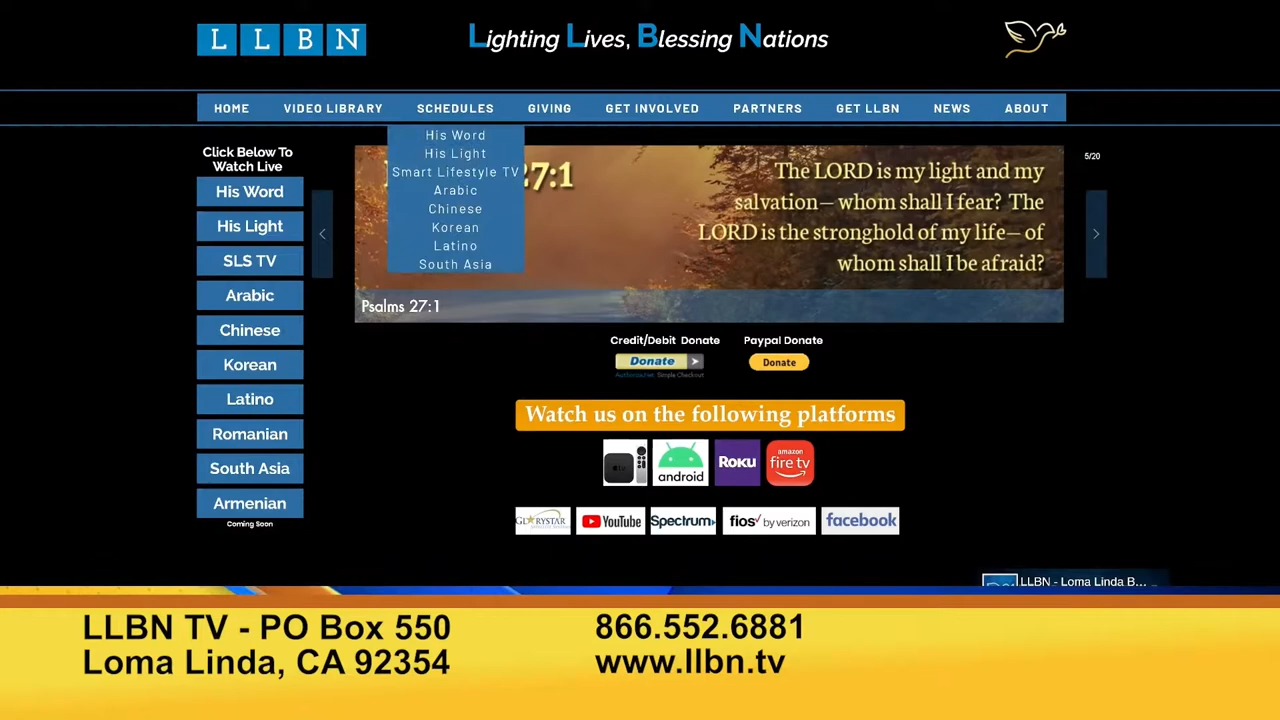 L L B N
Lighting Lives, Blessing Nations
HOME
VIDEO LIBRARY
SCHEDULES
GIVING
GET INVOLVED
PARTNERS
GET LLBN
NEWS
ABOUT
His Word
His Light
Smart Lifestyle TV
Arabic
Chinese
Korean
Latino
South Asia
Click Below To
Watch Live
His Word
His Light
SLS TV
Arabic
Chinese
Korean
Latino
Romanian
South Asia
Armenian
Coming Soon
27:1
The LORD is my light and my
salvation— whom shall I fear? The
LORD is the stronghold of my life— of
whom shall I be afraid?
Psalms 27:1
5/20
Credit/Debit Donate
Donate
Paypal Donate
Donate
Watch us on the following platforms
android
ROKU
amazon
fire tv
GLORYSTAR
YouTube
Spectrum
fios by verizon
facebook
LLBN - Loma Linda B...
LLBN TV - PO Box 550
Loma Linda, CA 92354
866.552.6881
www.llbn.tv